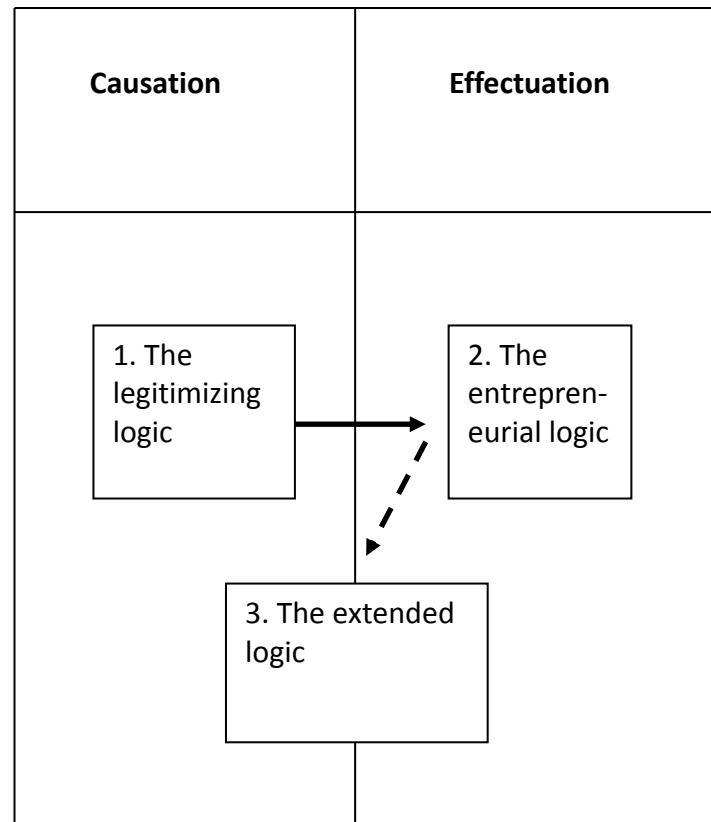 Causation
Effectuation
1. The
legitimizing
logic
2. The
entrepren-
eurial logic
3. The extended
logic